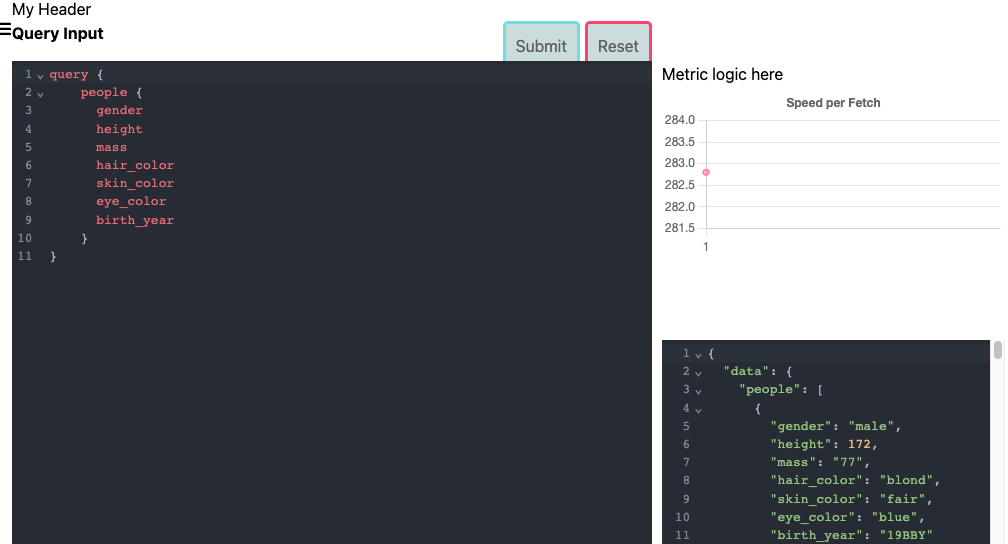 My Header
Query Input
Submit
Reset
1 query {
2 people {
3 gender
4 height
5 mass
6 hair_color
7 skin_color
8 eye_color
9 birth_year
10 }
11 }
Metric logic here
Speed per Fetch
284.0
283.5
283.0
282.5
282.0
281.5
1
1 {
2 "data": {
3 "people": [
4 {
5 "gender": "male",
6 "height": 172,
7 "mass": "77",
8 "hair_color": "blond",
9 "skin_color": "fair",
10 "eye_color": "blue",
11 "birth_year": "19BBY"